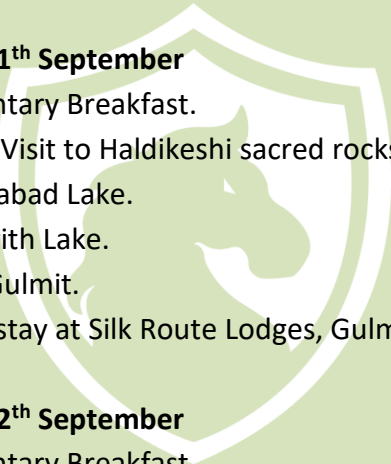 1th September
ntary Breakfast.
Visit to Haldikeshi sacred rocks
abad Lake.
ith Lake.
Gulmit.
stay at Silk Route Lodges, Gulm
2th September
ntary Breakfast